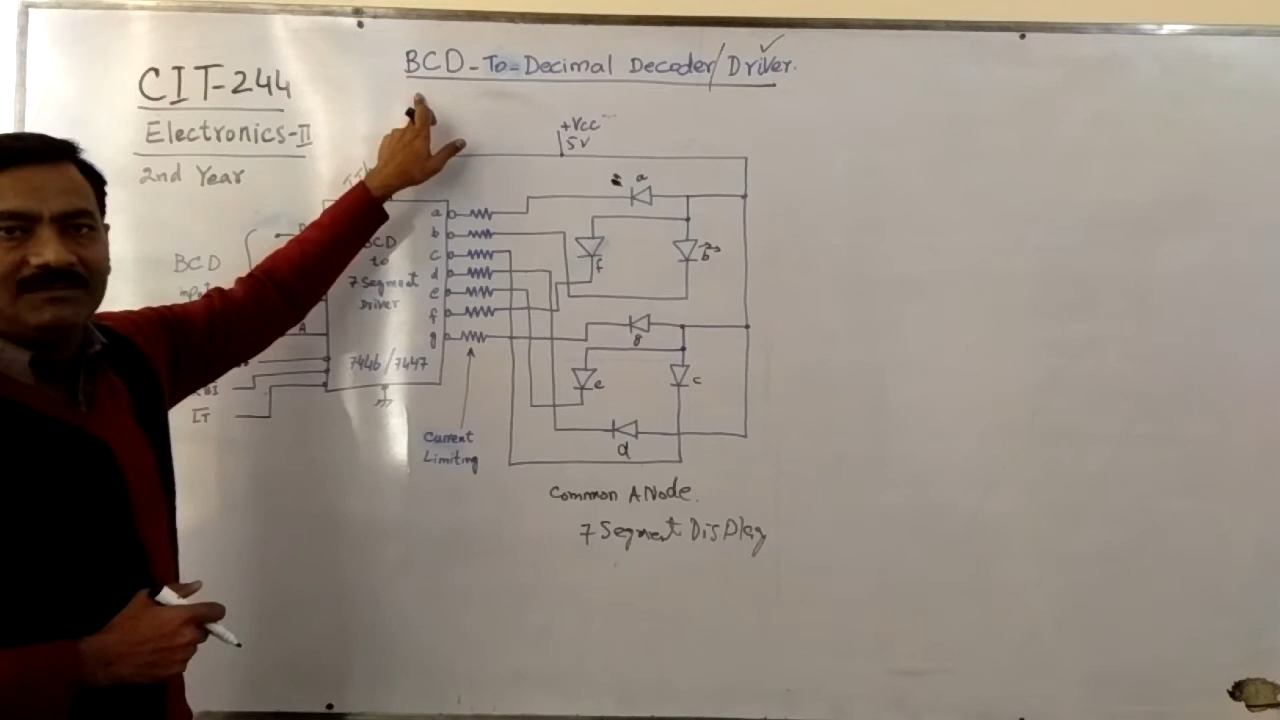 BCD-To-Decimal Decoder/Driver.
CIT-244
Electronics-II
2nd Year
+Vcc
5V
BCD
BCD
to
7 Segment
Driver
7446/7447
A
LT
a
b
c
d
e
f
g
a
f
b
g
e
c
d
Current
Limiting
Common ANode.
7 Segment DisPlay